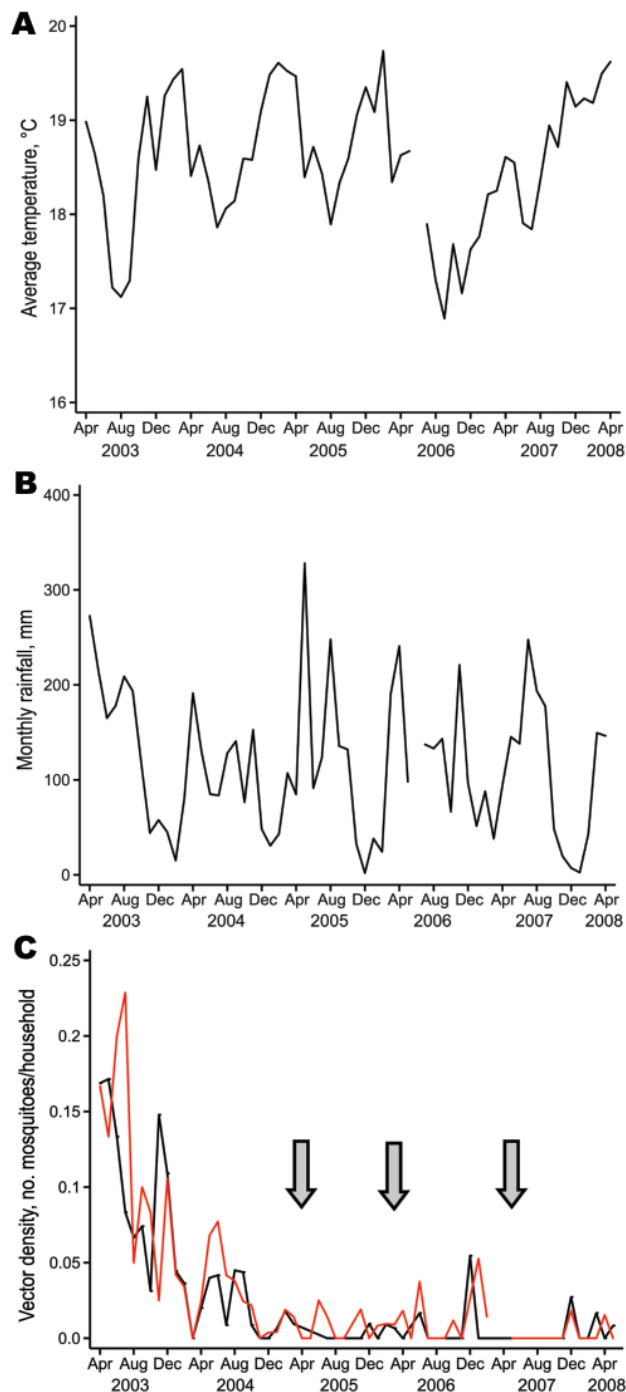 A
20
19
18
17
16
Average temperature, °C
Apr Aug Dec Apr Aug Dec Apr Aug Dec Apr Aug Dec Apr Aug Dec Apr
2003 2004 2005 2006 2007 2008
B
400
300
200
100
0
Monthly rainfall, mm
Apr Aug Dec Apr Aug Dec Apr Aug Dec Apr Aug Dec Apr Aug Dec Apr
2003 2004 2005 2006 2007 2008
C
0.25
0.2
0.15
0.1
0.05
0.0
Vector density, no. mosquitoes/household
Apr Aug Dec Apr Aug Dec Apr Aug Dec Apr Aug Dec Apr Aug Dec Apr
2003 2004 2005 2006 2007 2008